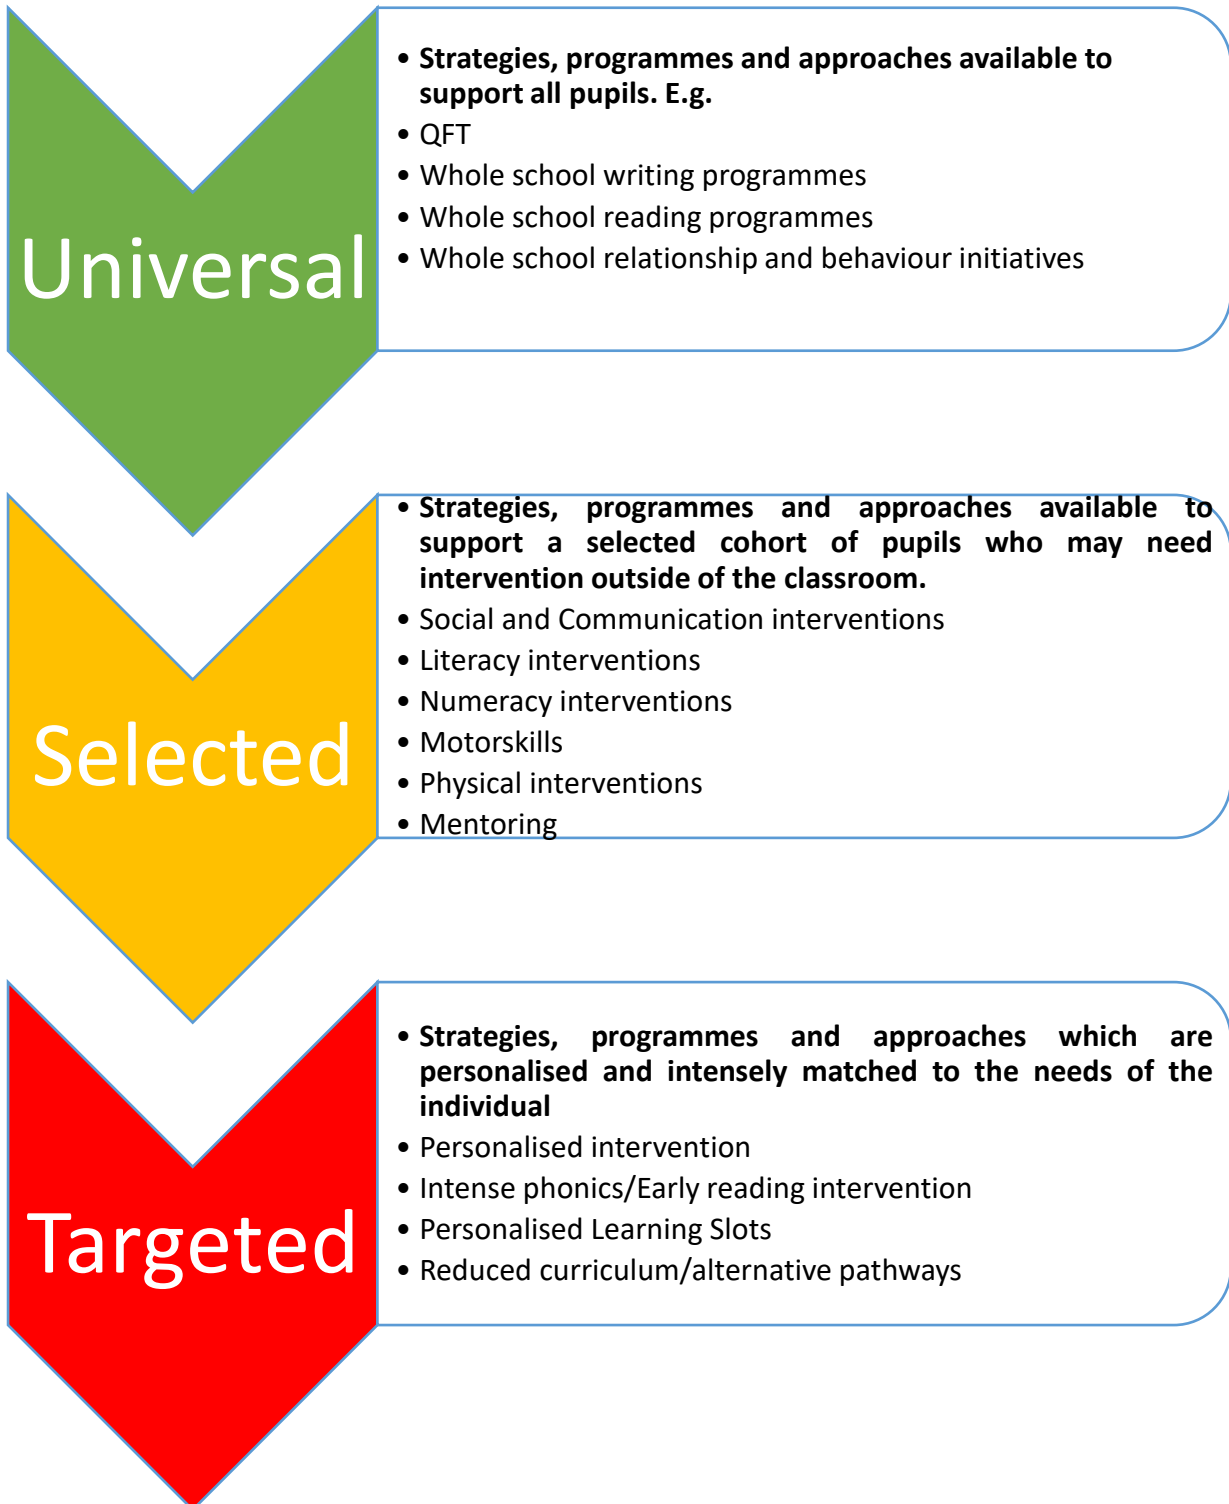 Universal
• Strategies, programmes and approaches available to
support all pupils. E.g.
• QFT
• Whole school writing programmes
• Whole school reading programmes
• Whole school relationship and behaviour initiatives
Selected
• Strategies, programmes and approaches available to
support a selected cohort of pupils who may need
intervention outside of the classroom.
• Social and Communication interventions
• Literacy interventions
• Numeracy interventions
• Motorskills
• Physical interventions
• Mentoring
Targeted
• Strategies, programmes and approaches which are
personalised and intensely matched to the needs of the
individual
• Personalised intervention
• Intense phonics/Early reading intervention
• Personalised Learning Slots
• Reduced curriculum/alternative pathways